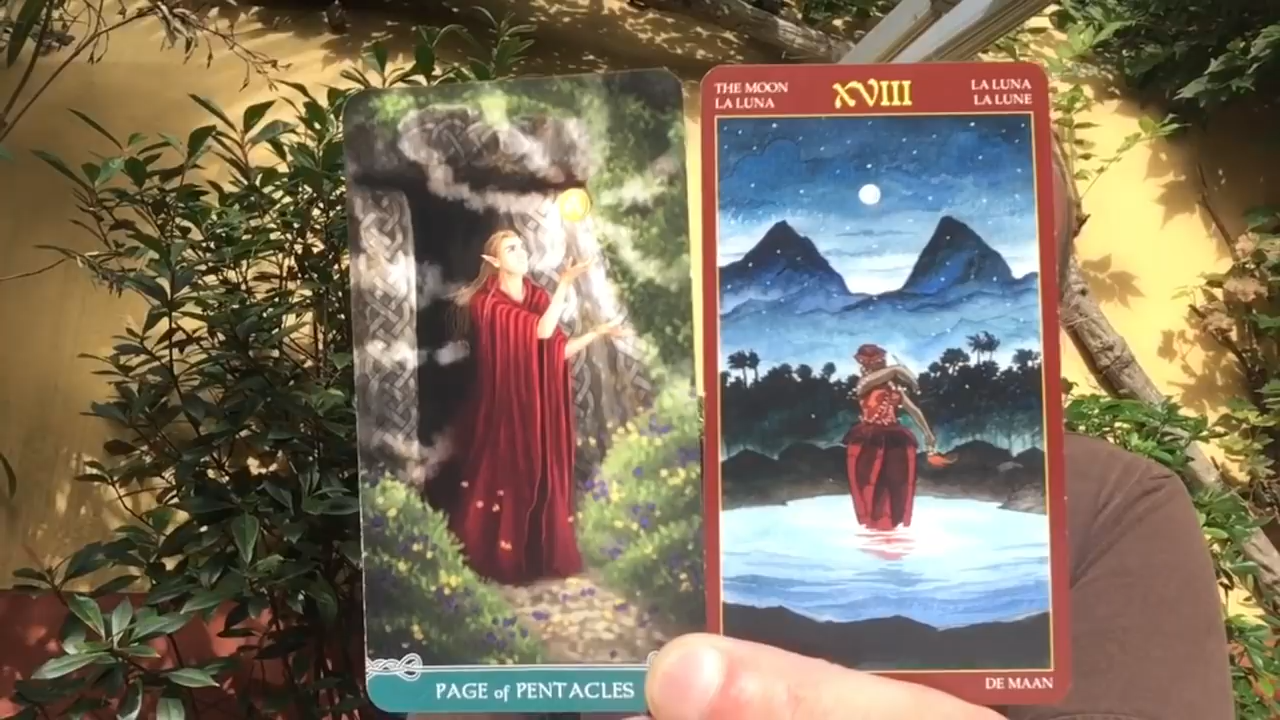 PAGE of PENTACLES
THE MOON
LA LUNA
XVIII
LA LUNA
LA LUNE
DE MAAN